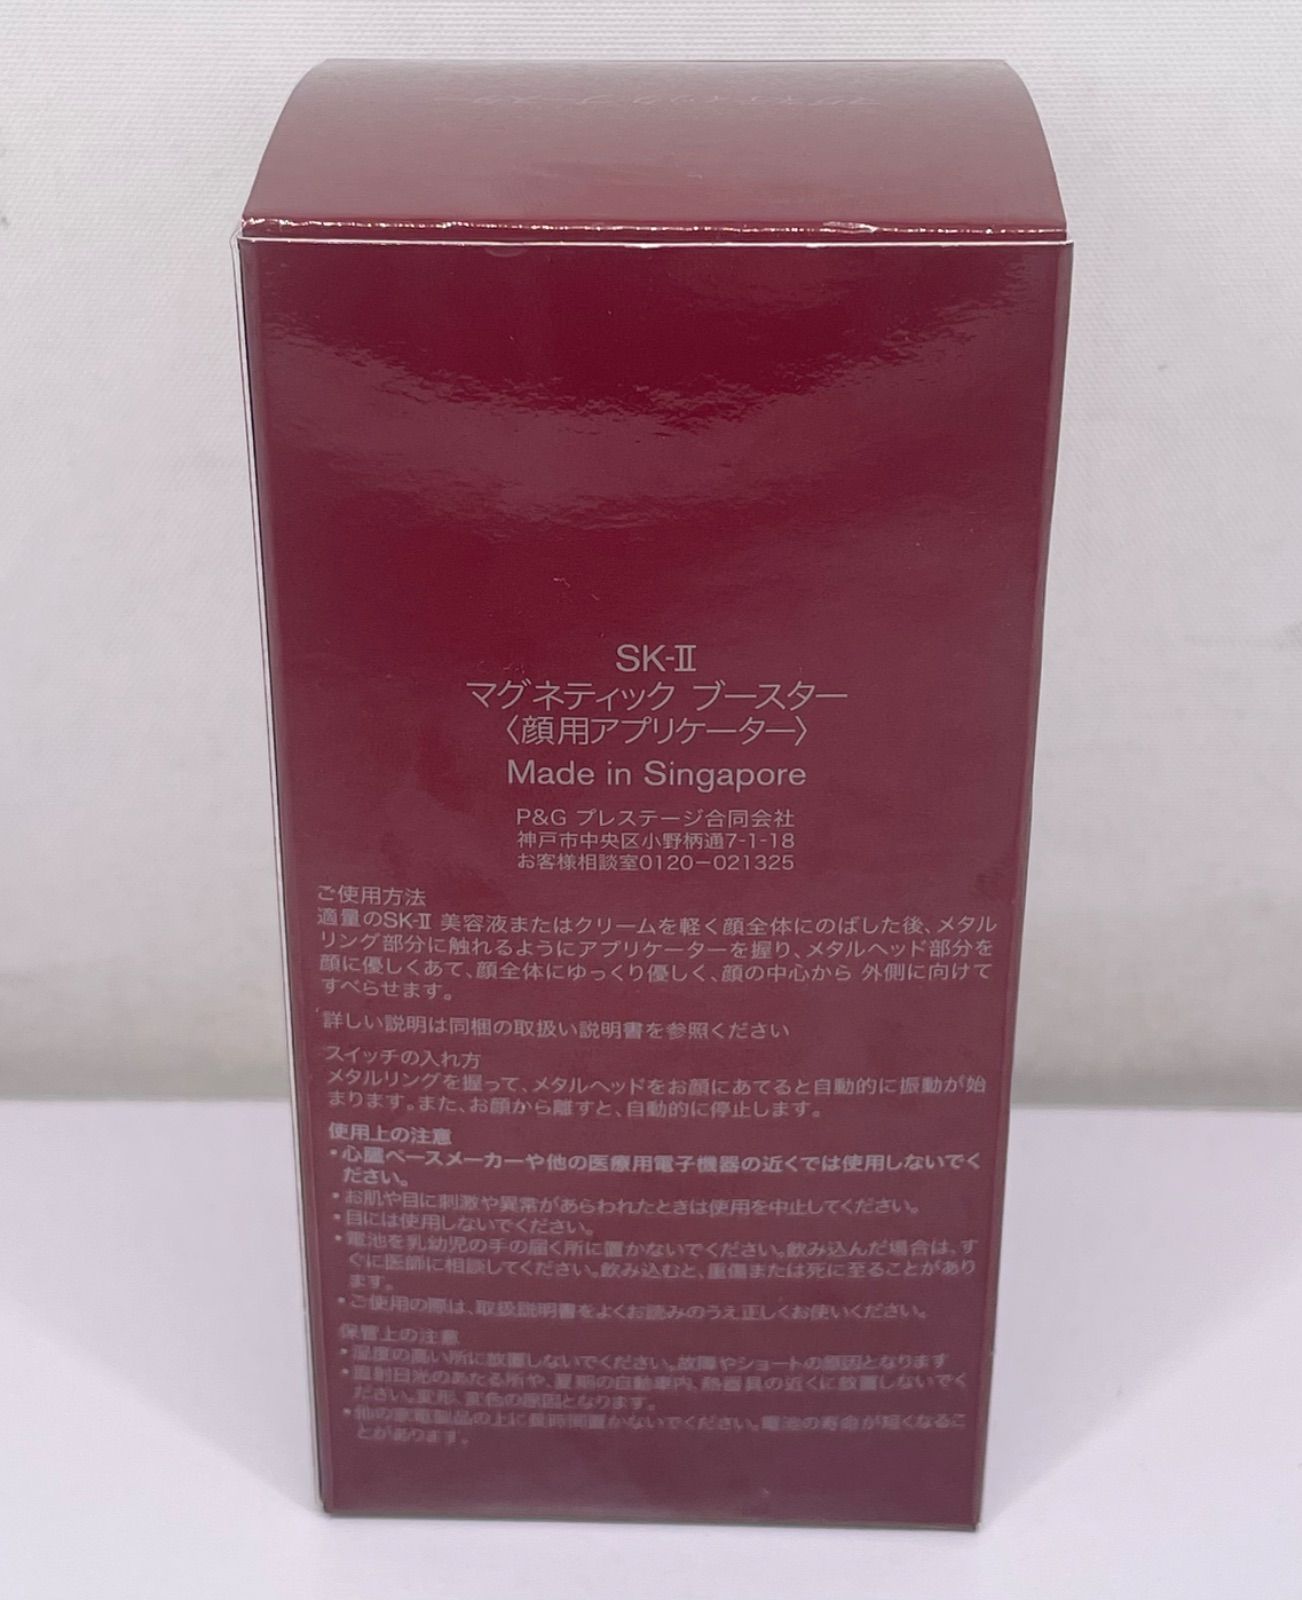 マグネティック ブースター
SK-II
マグネティック ブースター
〈顔用アプリケーター〉
Made in Singapore
P&G プレステージ合同会社
神戸市中央区小野柄通7-1-18
お客様相談室0120-021325
ご使用方法
適量のSK-II 美容液またはクリームを軽く顔全体にのばした後、メタル
リング部分に触れるようにアプリケーターを握り、メタルヘッド部分を
顔に優しくあて、顔全体にゆっくり優しく、顔の中心から 外側に向けて
すべらせます。
詳しい説明は同梱の取扱い説明書を参照ください
スイッチの入れ方
メタルリングを握って、メタルヘッドをお顔にあてると自動的に振動が始
まります。また、お顔から離すと、自動的に停止します。
使用上の注意
・心臓ペースメーカーや他の医療用電子機器の近くでは使用しないでく
ださい。
・お肌や目に刺激や異常があらわれたときは使用を中止してください。
・目には使用しないでください。
・電池を乳幼児の手の届く所に置かないでください。飲み込んだ場合は、す
ぐに医師に相談してください。飲み込むと、重傷または死に至ることがあり
ます。
・ご使用の際は、取扱説明書をよくお読みのうえ正しくお使いください。
保管上の注意
・湿度の高い所に放置しないでください。故障やショートの原因となります
・直射日光のあたる所や、夏期の自動車内、熱器具の近くに放置しないでく
ださい。変形、変色の原因となります。
・他の家電製品の上に長時間置かないでください。電池の寿命が短くなるこ
とがあります。